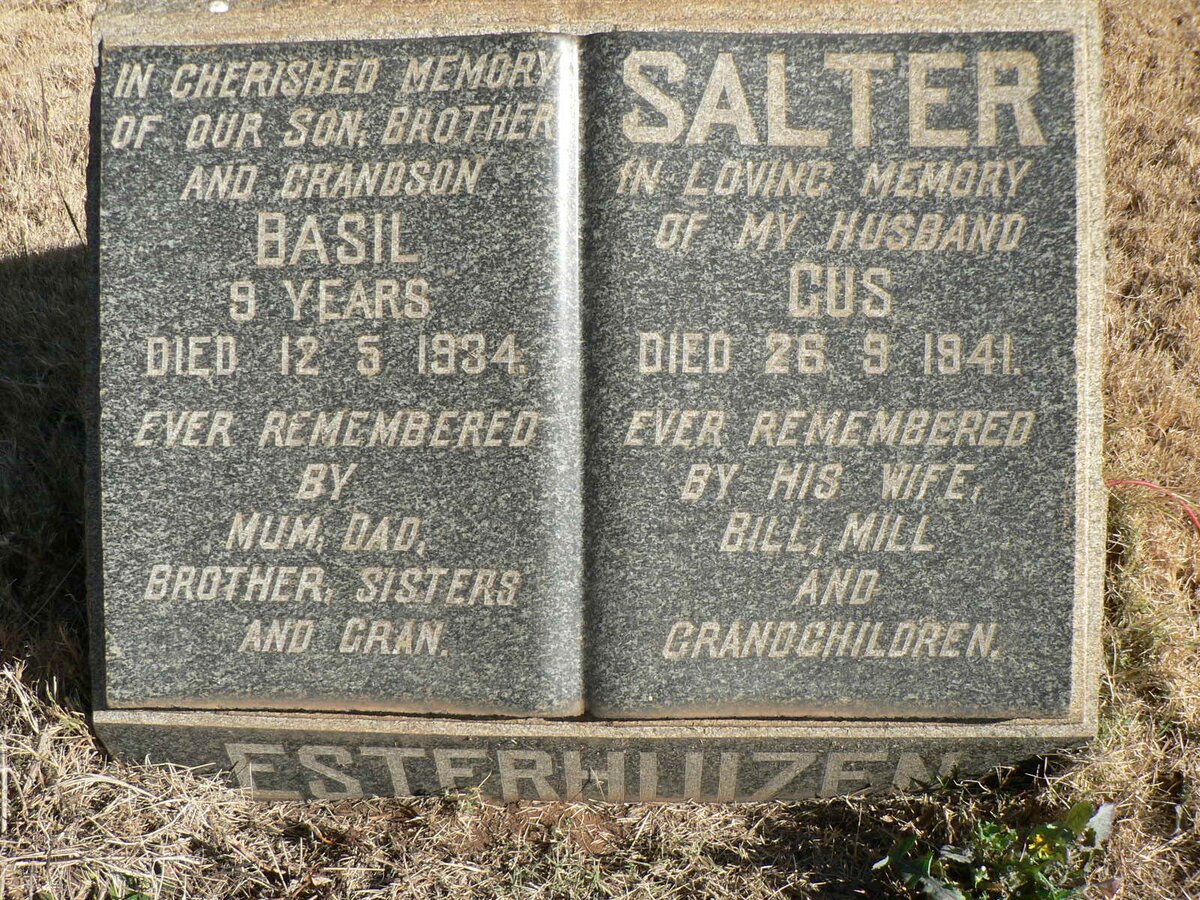 IN CHERISHED MEMORY
OF OUR SON, BROTHER
AND GRANDSON
BASIL
9 YEARS
DIED 12 5 1934.
EVER REMEMBERED
BY
MUM, DAD,
BROTHER, SISTERS
AND GRAN.
SALTER
IN LOVING MEMORY
OF MY HUSBAND
GUS
DIED 26 9 1941.
EVER REMEMBERED
BY HIS WIFE,
BILL, MILL
AND
GRANDCHILDREN.
ESTERHUIZEN